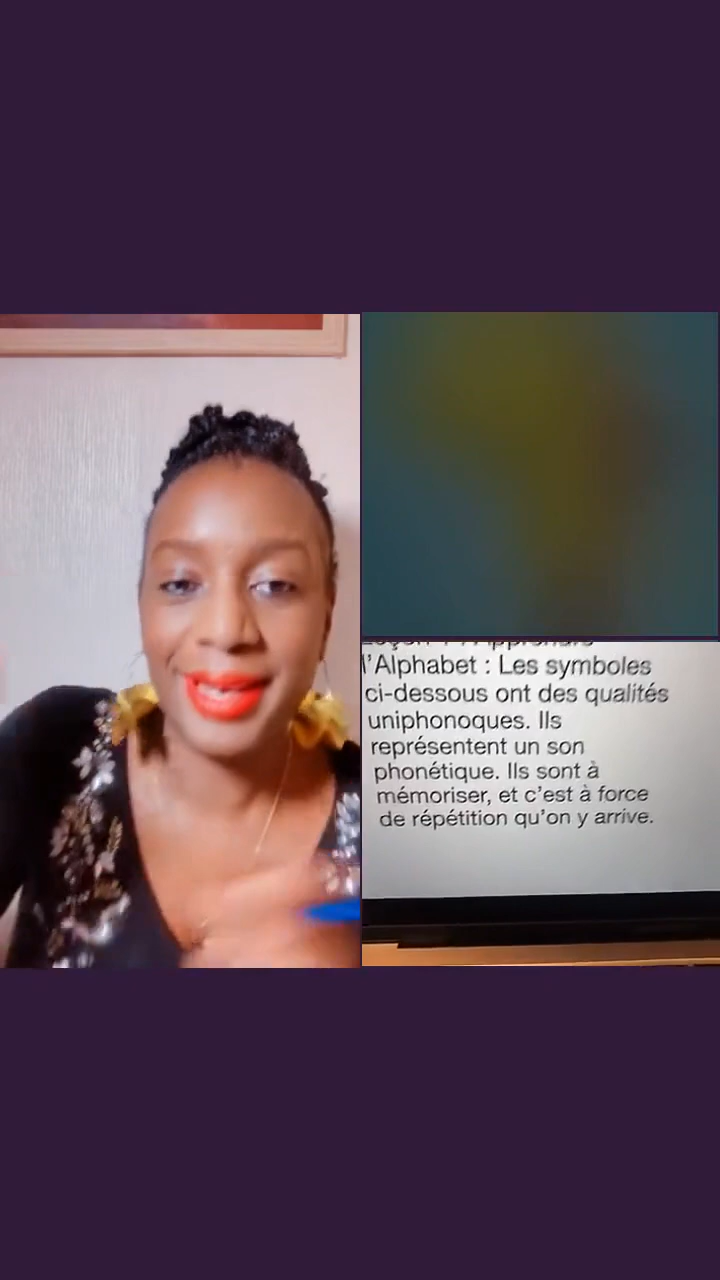 l'Alphabet : Les symboles
ci-dessous ont des qualités
uniphonoques. Ils
représentent un son
phonétique. Ils sont à
mémoriser, et c'est à force
de répétition qu'on y arrive.